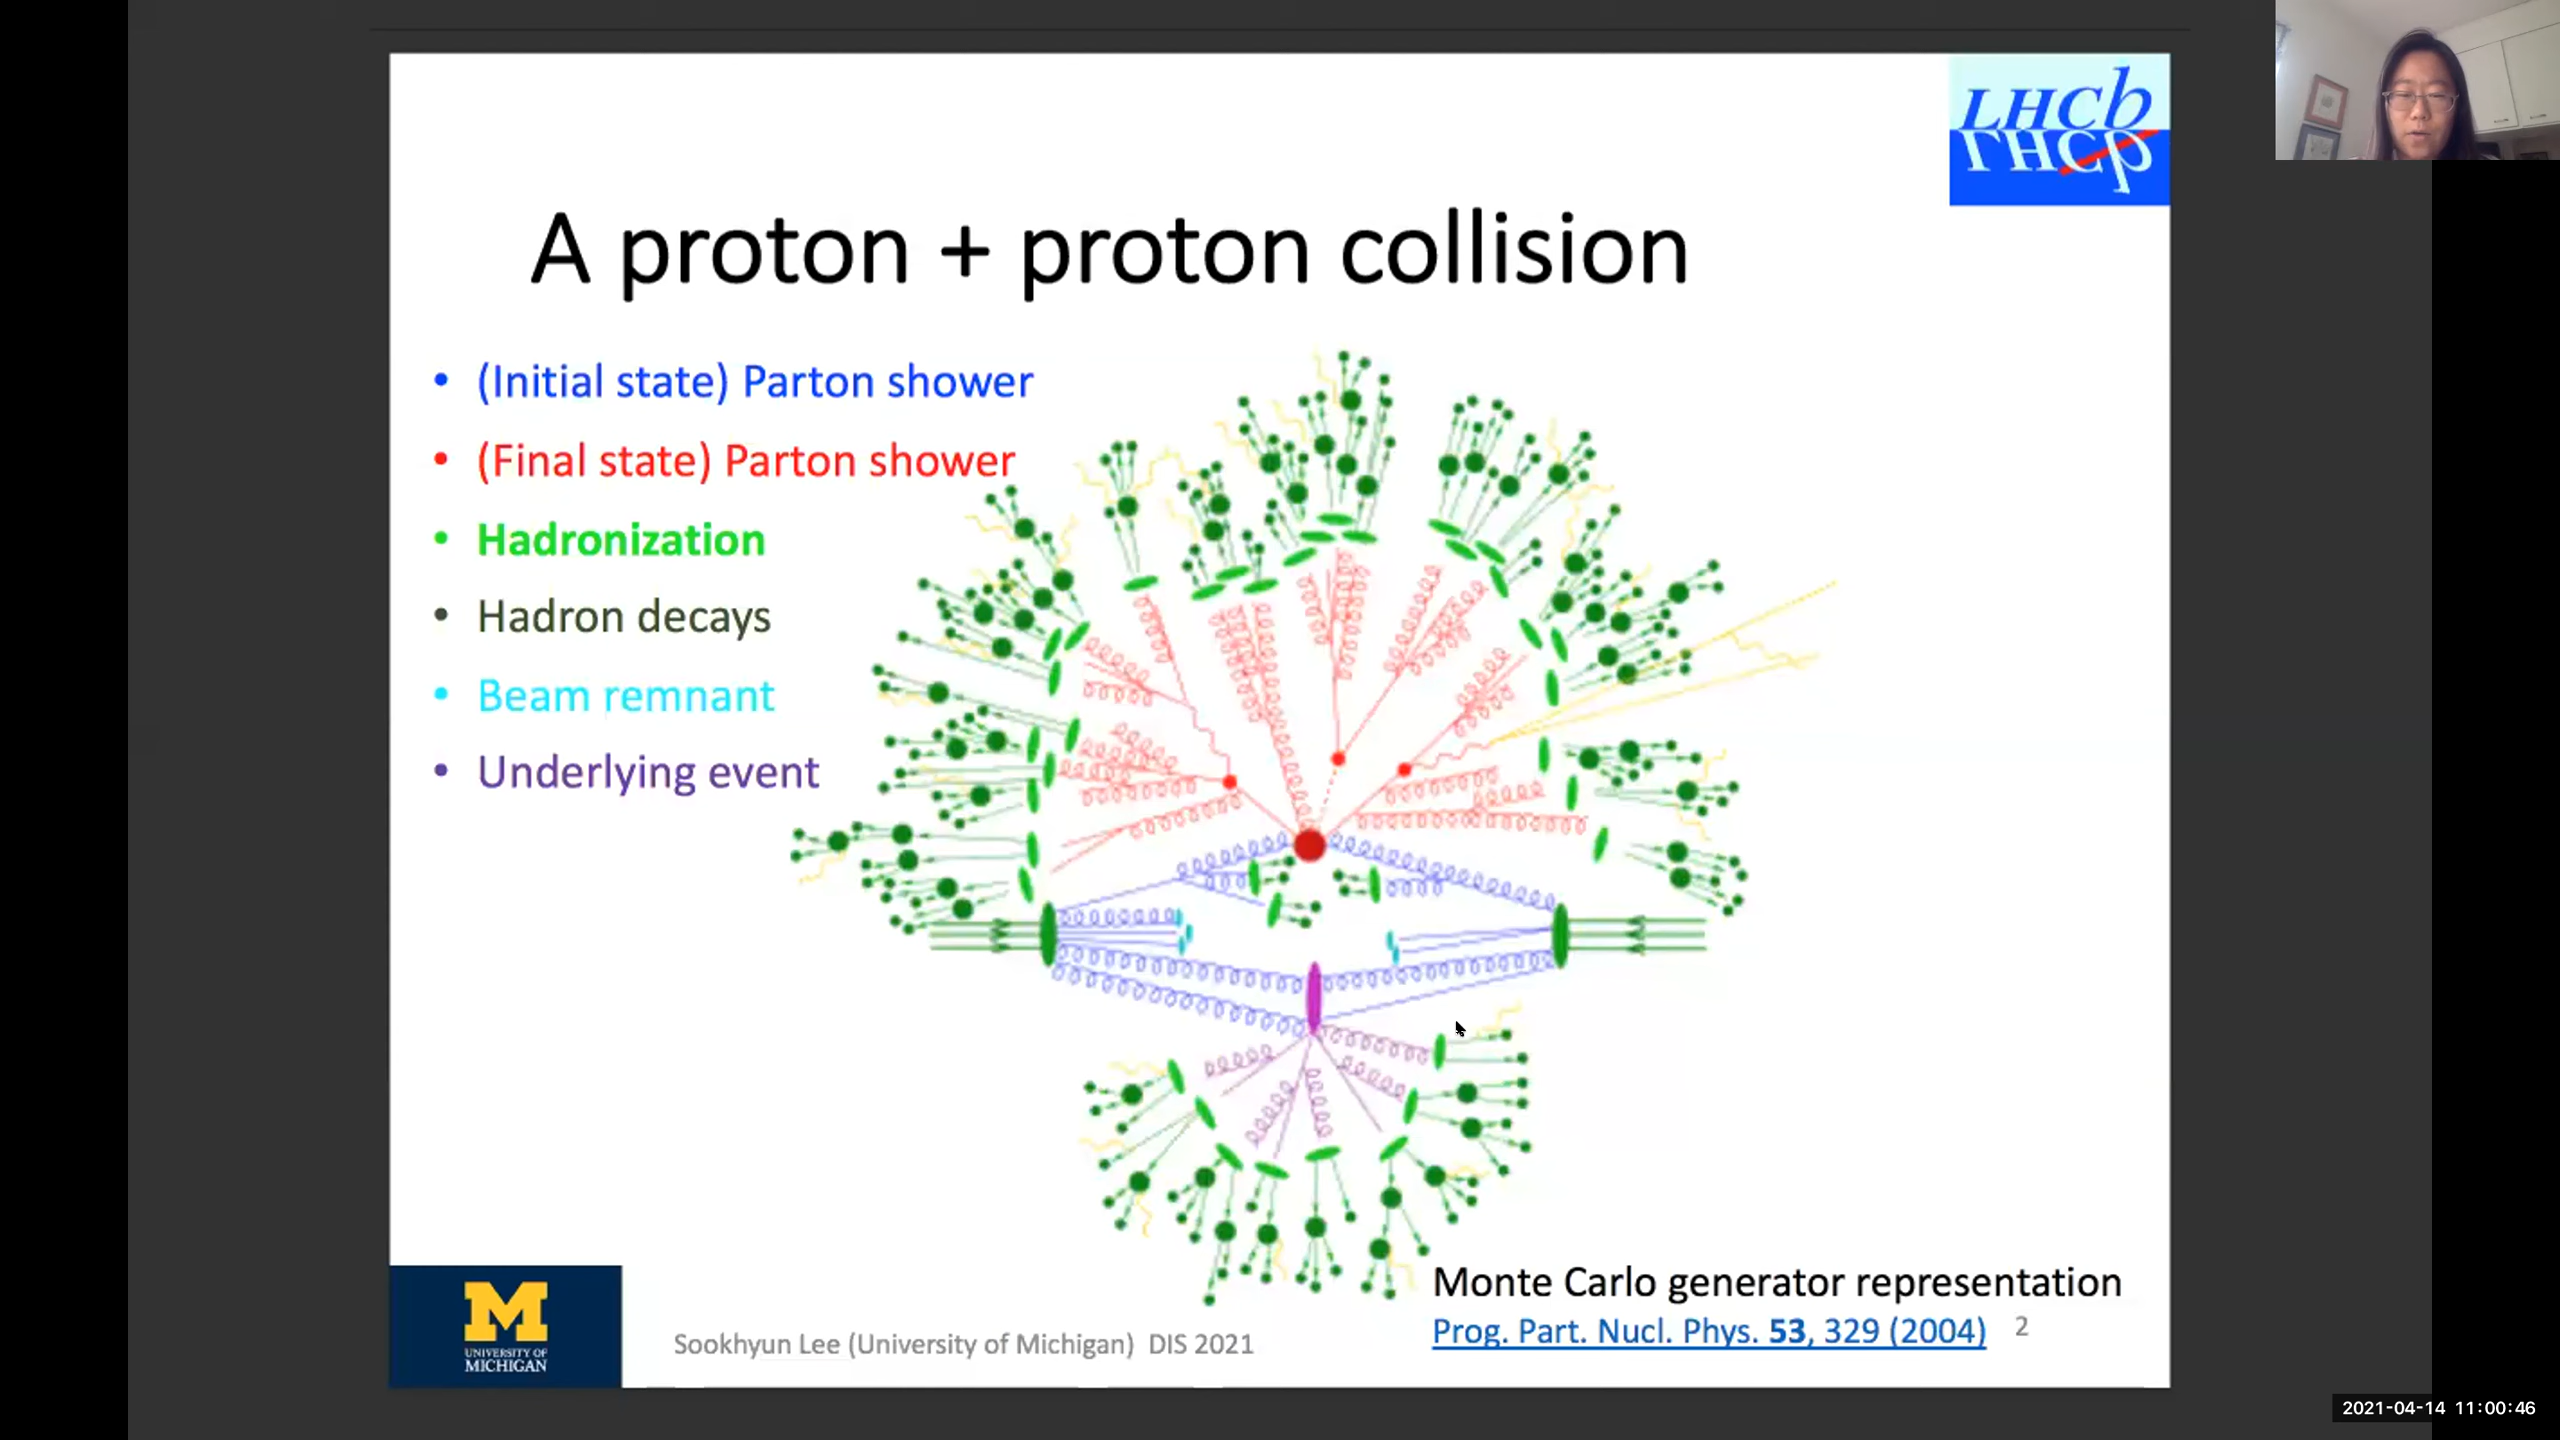 LHCb
A proton + proton collision
• (Initial state) Parton shower
• (Final state) Parton shower
• Hadronization
• Hadron decays
• Beam remnant
• Underlying event
Monte Carlo generator representation
Prog. Part. Nucl. Phys. 53, 329 (2004)
2
M
UNIVERSITY OF
MICHIGAN
Sookhyun Lee (University of Michigan) DIS 2021
2021-04-14 11:00:46